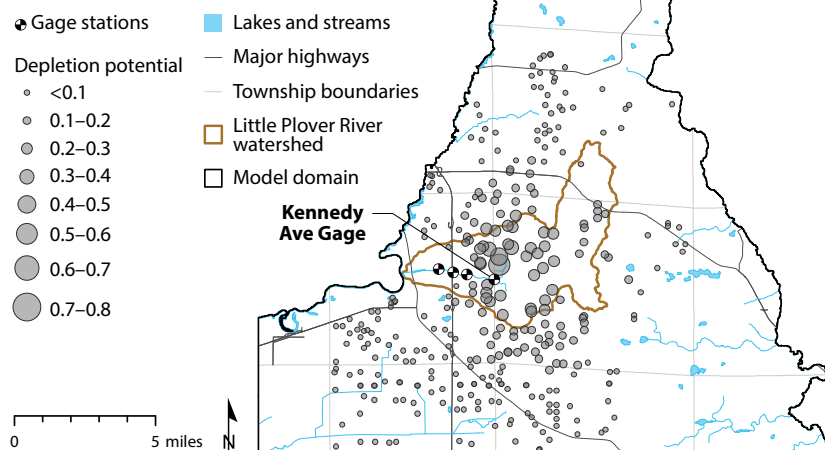 Gage stations
Depletion potential
<0.1
0.1–0.2
0.2–0.3
0.3–0.4
0.4–0.5
0.5–0.6
0.6–0.7
0.7–0.8
Lakes and streams
Major highways
Township boundaries
Little Plover River
watershed
Model domain
Kennedy
Ave Gage
0 5 miles
N